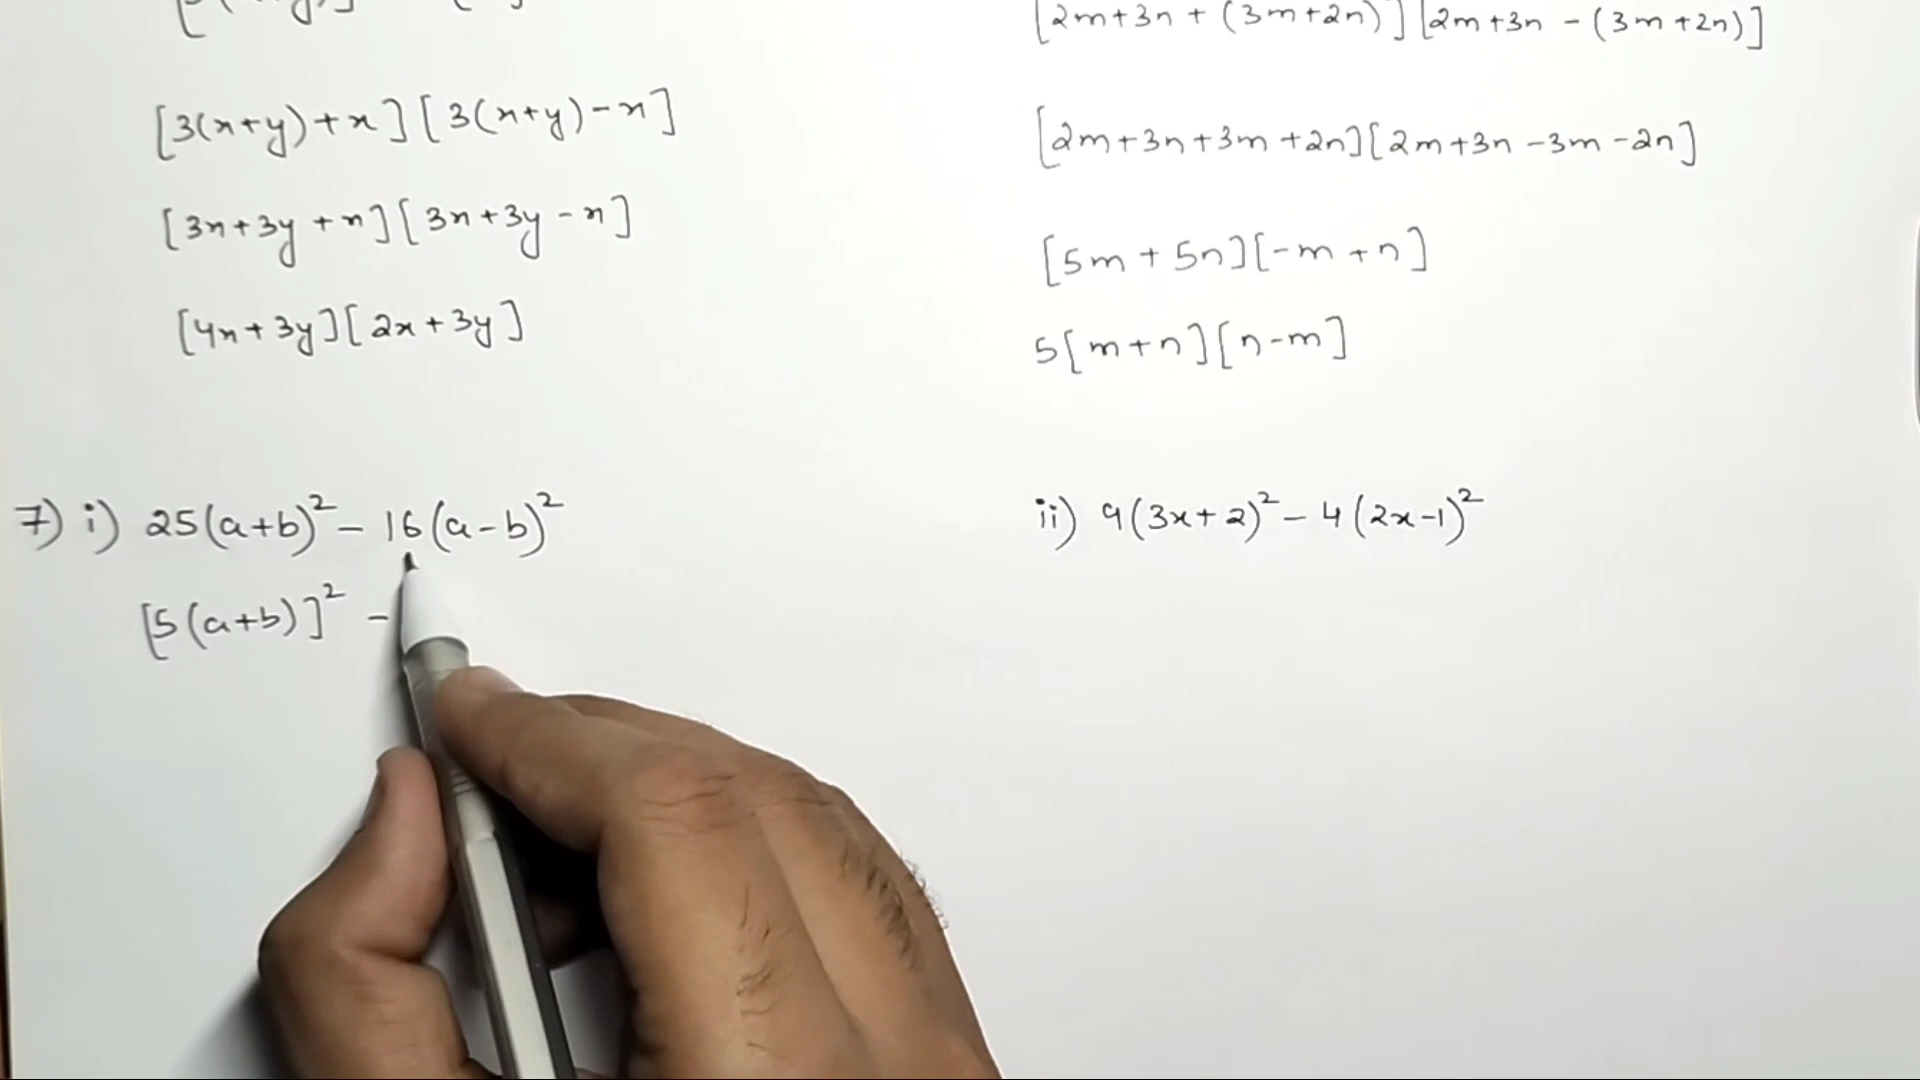 [3(x+y)+x][3(x+y)-x]
[3x+3y+x][3x+3y-x]
[4x+3y][2x+3y]
[2m+3n+(3m+2n)][2m+3n-(3m+2n)]
[2m+3n+3m+2n][2m+3n-3m-2n]
[5m+5n][-m+n]
5[m+n][n-m]
7) i) 25(a+b)² - 16(a-b)²
[5(a+b)]² -
ii) 9(3x+2)² - 4(2x-1)²